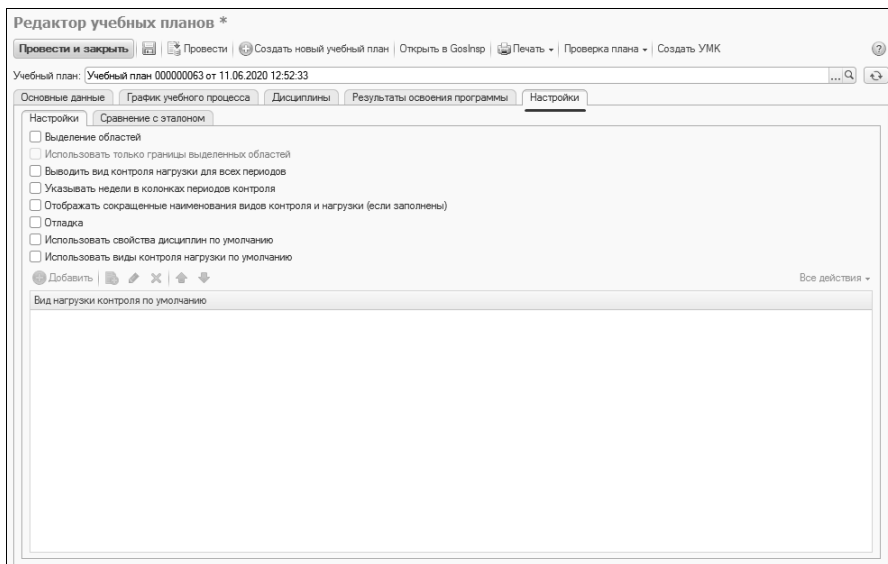 Редактор учебных планов *
Провести и закрыть Провести Создать новый учебный план Открыть в GosInsp Печать Проверка плана Создать УМК ?
Учебный план: Учебный план 000000063 от 11.06.2020 12:52:33 ...
Основные данные График учебного процесса Дисциплины Результаты освоения программы Настройки
Настройки Сравнение с эталоном
Выделение областей
Использовать только границы выделенных областей
Выводить вид контроля нагрузки для всех периодов
Указывать недели в колонках периодов контроля
Отображать сокращенные наименования видов контроля и нагрузки (если заполнены)
Отладка
Использовать свойства дисциплин по умолчанию
Использовать виды контроля нагрузки по умолчанию
Добавить Все действия
Вид нагрузки контроля по умолчанию